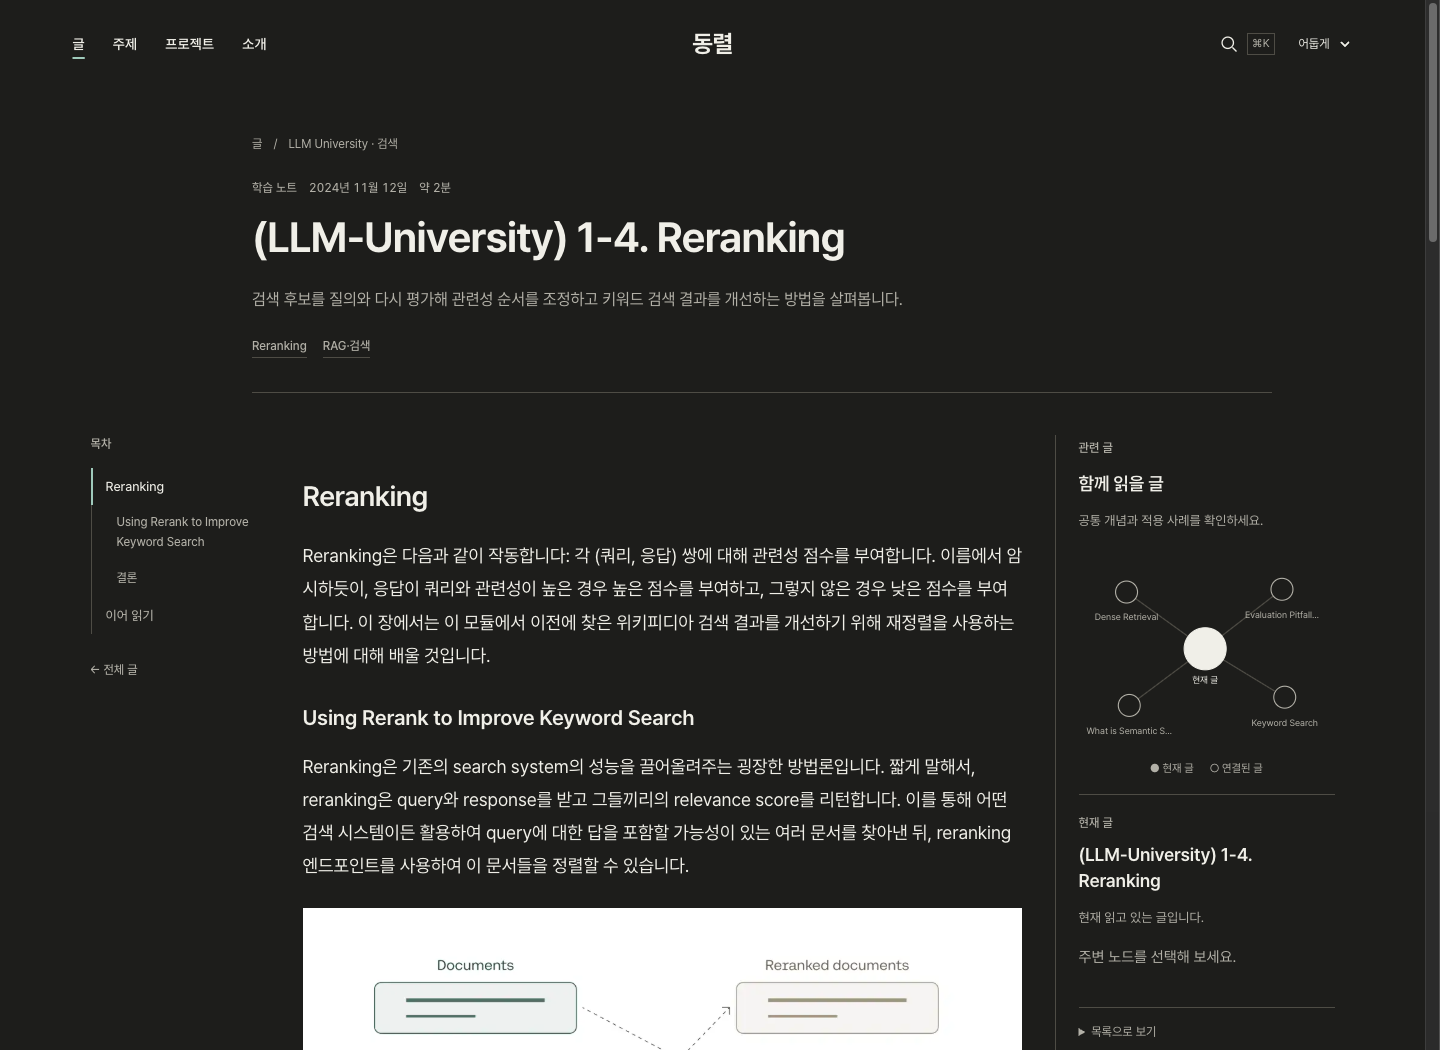 글 주제 프로젝트 소개
동렬
⌘K 어둡게
글 / LLM University · 검색
학습 노트 2024년 11월 12일 약 2분
(LLM-University) 1-4. Reranking
검색 후보를 질의와 다시 평가해 관련성 순서를 조정하고 키워드 검색 결과를 개선하는 방법을 살펴봅니다.
Reranking RAG·검색
목차
Reranking
Using Rerank to Improve
Keyword Search
결론
이어 읽기
← 전체 글
Reranking
Reranking은 다음과 같이 작동합니다: 각 (쿼리, 응답) 쌍에 대해 관련성 점수를 부여합니다. 이름에서 암
시하듯이, 응답이 쿼리와 관련성이 높은 경우 높은 점수를 부여하고, 그렇지 않은 경우 낮은 점수를 부여
합니다. 이 장에서는 이 모듈에서 이전에 찾은 위키피디아 검색 결과를 개선하기 위해 재정렬을 사용하는
방법에 대해 배울 것입니다.
Using Rerank to Improve Keyword Search
Reranking은 기존의 search system의 성능을 끌어올려주는 굉장한 방법론입니다. 짧게 말해서,
reranking은 query와 response를 받고 그들끼리의 relevance score를 리턴합니다. 이를 통해 어떤
검색 시스템이든 활용하여 query에 대한 답을 포함할 가능성이 있는 여러 문서를 찾아낸 뒤, reranking
엔드포인트를 사용하여 이 문서들을 정렬할 수 있습니다.
Documents
Reranked documents
관련 글
함께 읽을 글
공통 개념과 적용 사례를 확인하세요.
Dense Retrieval
Evaluation Pitfall...
현재 글
What is Semantic S...
Keyword Search
현재 글 연결된 글
현재 글
(LLM-University) 1-4.
Reranking
현재 읽고 있는 글입니다.
주변 노드를 선택해 보세요.
▶ 목록으로 보기